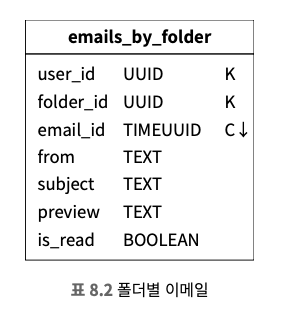 emails_by_folder
user_id UUID K
folder_id UUID K
email_id TIMEUUID C↓
from TEXT
subject TEXT
preview TEXT
is_read BOOLEAN
표 8.2 폴더별 이메일